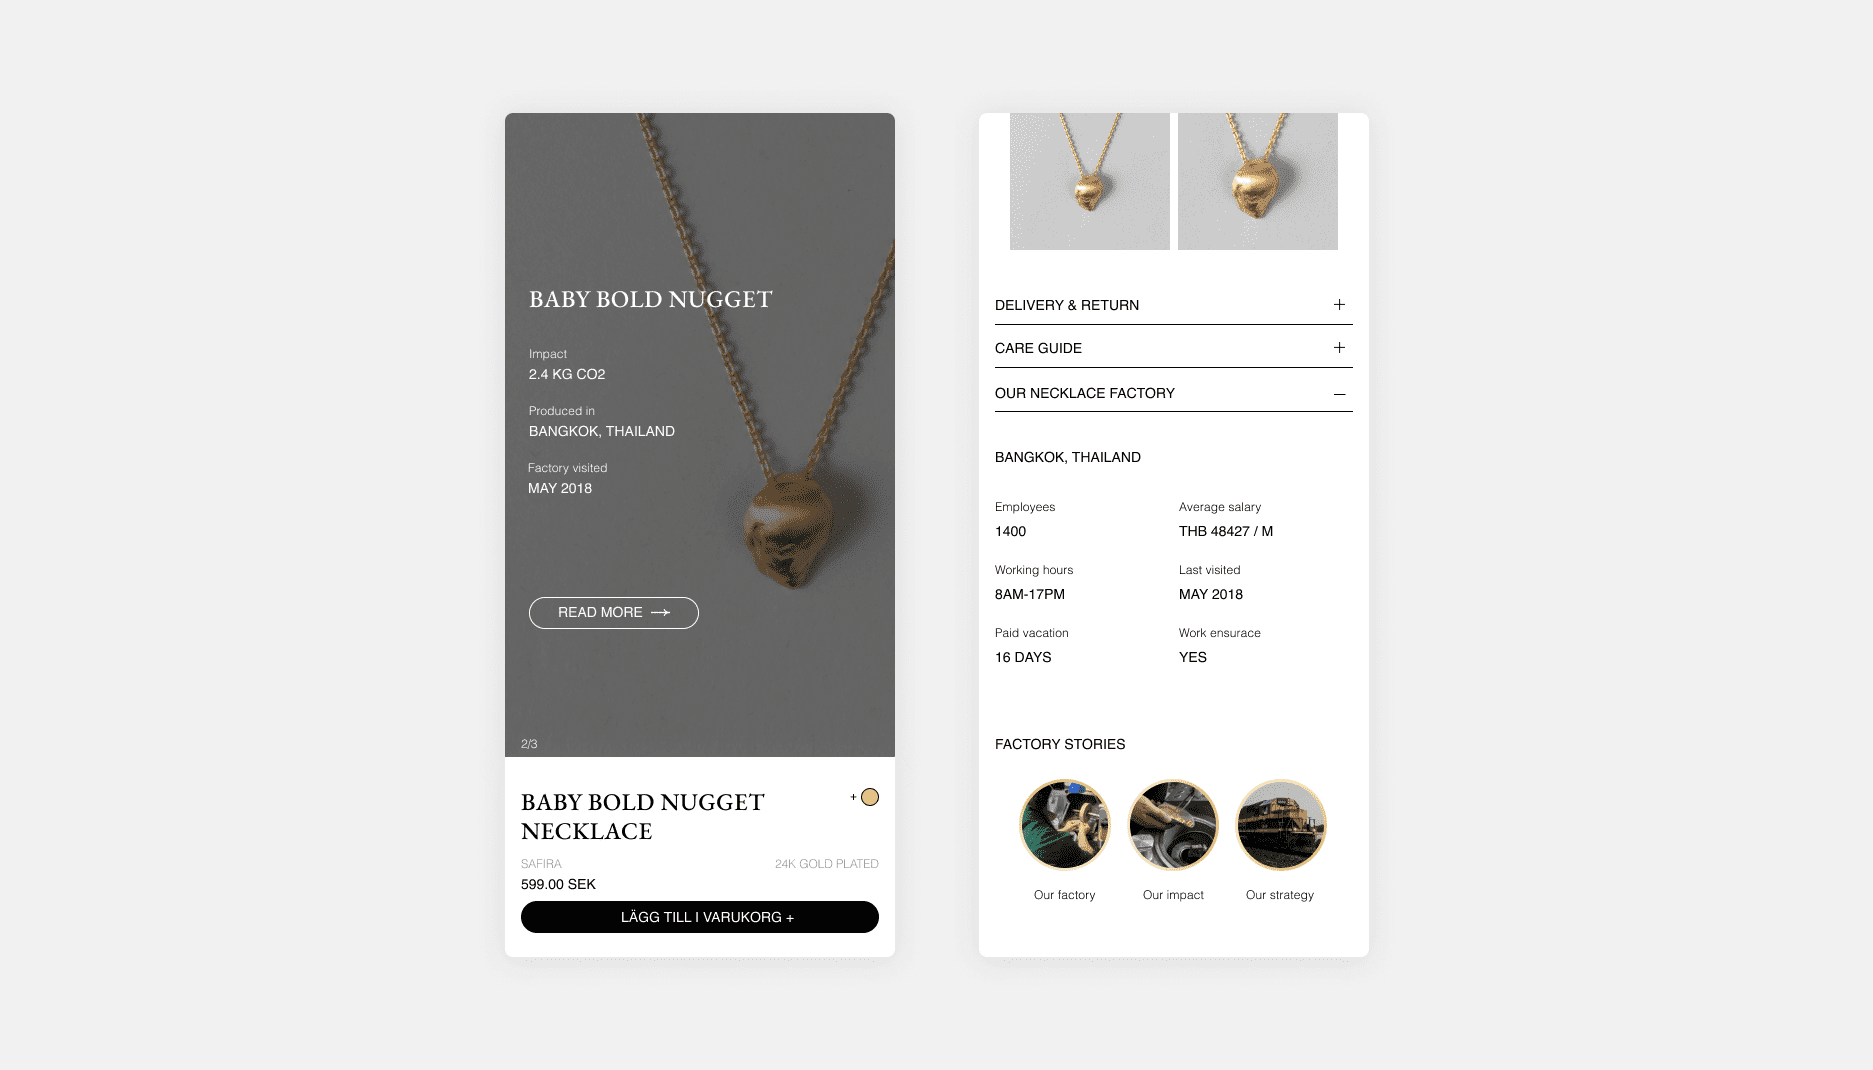 BABY BOLD NUGGET
Impact
2.4 KG CO2
Produced in
BANGKOK, THAILAND
Factory visited
MAY 2018
READ MORE →
2/3
BABY BOLD NUGGET
NECKLACE
+
SAFIRA
24K GOLD PLATED
599.00 SEK
LÄGG TILL I VARUKORG +
DELIVERY & RETURN +
CARE GUIDE +
OUR NECKLACE FACTORY —
BANGKOK, THAILAND
Employees
1400
Average salary
THB 48427 / M
Working hours
8AM-17PM
Last visited
MAY 2018
Paid vacation
16 DAYS
Work ensurace
YES
FACTORY STORIES
Our factory
Our impact
Our strategy